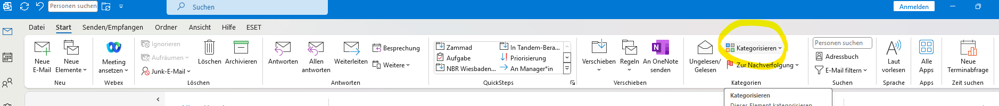 Personen suchen
Suchen
Anmelden
Datei Start Senden/Empfangen Ordner Ansicht Hilfe ESET
Neue E-Mail
Neue Elemente
Neu
Meeting ansetzen
Webex
Ignorieren
Aufräumen
Junk-E-Mail
Löschen
Archivieren
Löschen
Antworten
Allen antworten
Weiterleiten
Besprechung
Weitere
Antworten
Zammad
Aufgabe
NBR Wiesbaden...
In Tandem-Bera...
Priorisierung
An Manager*in
QuickSteps
Verschieben
Regeln
An OneNote senden
Verschieben
Ungelesen/ Gelesen
Kategorisieren
Zur Nachverfolgung
Kategorien
Personen suchen
Adressbuch
E-Mail filtern
Suchen
Laut vorlesen
Sprache
Alle Apps
Apps
Neue Terminabfrage
Zeit suchen
Kategorisieren
Dieses Element kategorisieren